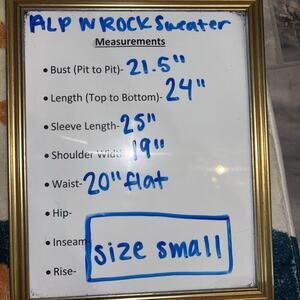 ALP N ROCK Sweater
Measurements
• Bust (Pit to Pit)- 21.5"
• Length (Top to Bottom)- 24"
• Sleeve Length- 25"
• Shoulder Width 19"
• Waist- 20" flat
• Hip-
• Inseam
size small
• Rise-